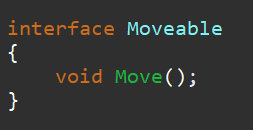 interface Moveable
{
    void Move();
}